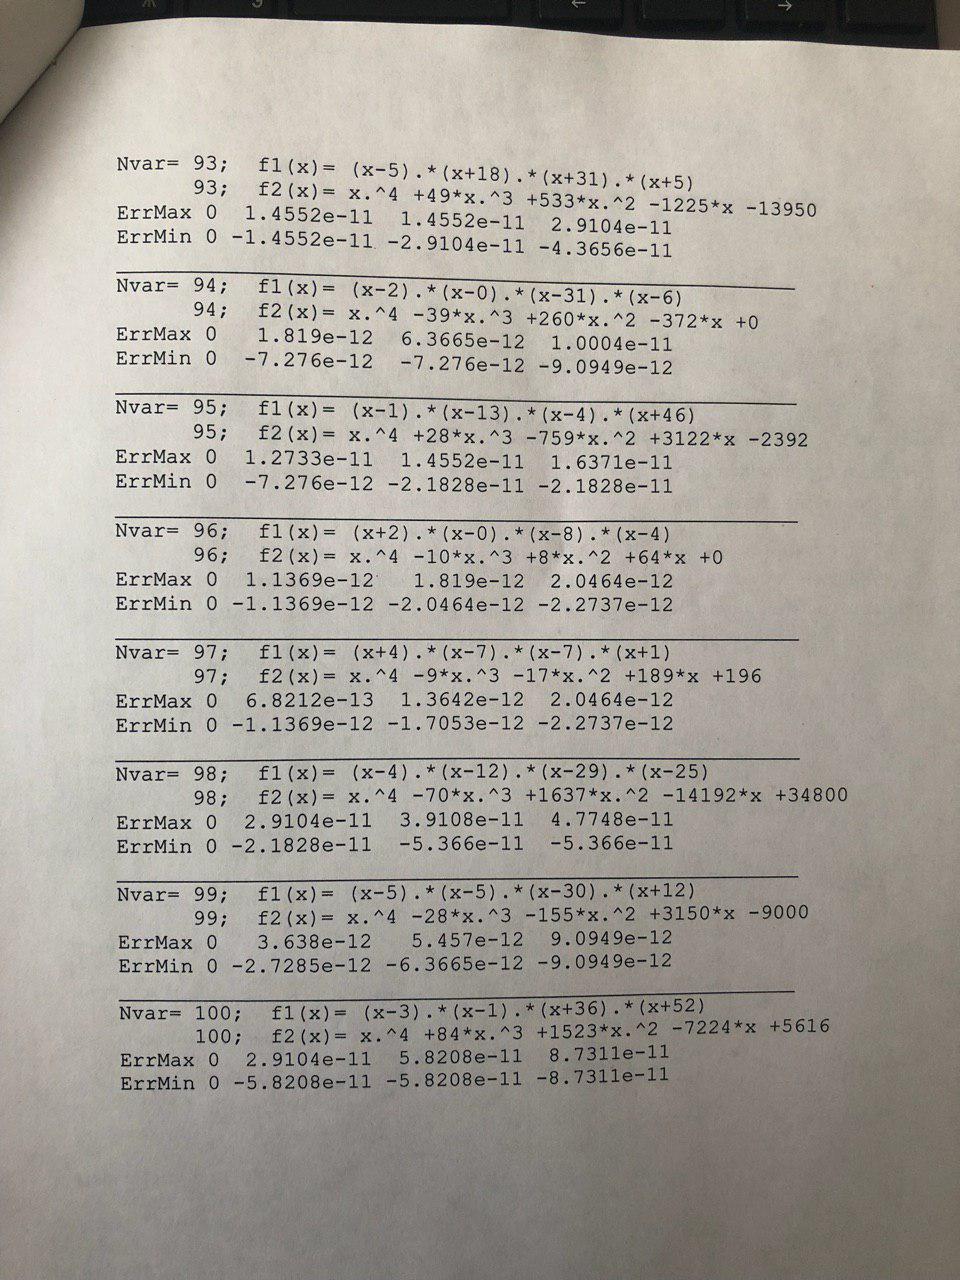 Nvar= 93;  f1(x)= (x-5).*(x+18).*(x+31).*(x+5)
93;  f2(x)= x.^4 +49*x.^3 +533*x.^2 -1225*x -13950
ErrMax 0  1.4552e-11  1.4552e-11  2.9104e-11
ErrMin 0 -1.4552e-11 -2.9104e-11 -4.3656e-11
Nvar= 94;  f1(x)= (x-2).*(x-0).*(x-31).*(x-6)
94;  f2(x)= x.^4 -39*x.^3 +260*x.^2 -372*x +0
ErrMax 0   1.819e-12  6.3665e-12  1.0004e-11
ErrMin 0  -7.276e-12  -7.276e-12 -9.0949e-12
Nvar= 95;  f1(x)= (x-1).*(x-13).*(x-4).*(x+46)
95;  f2(x)= x.^4 +28*x.^3 -759*x.^2 +3122*x -2392
ErrMax 0  1.2733e-11  1.4552e-11  1.6371e-11
ErrMin 0  -7.276e-12 -2.1828e-11 -2.1828e-11
Nvar= 96;  f1(x)= (x+2).*(x-0).*(x-8).*(x-4)
96;  f2(x)= x.^4 -10*x.^3 +8*x.^2 +64*x +0
ErrMax 0  1.1369e-12   1.819e-12  2.0464e-12
ErrMin 0 -1.1369e-12 -2.0464e-12 -2.2737e-12
Nvar= 97;  f1(x)= (x+4).*(x-7).*(x-7).*(x+1)
97;  f2(x)= x.^4 -9*x.^3 -17*x.^2 +189*x +196
ErrMax 0  6.8212e-13  1.3642e-12  2.0464e-12
ErrMin 0 -1.1369e-12 -1.7053e-12 -2.2737e-12
Nvar= 98;  f1(x)= (x-4).*(x-12).*(x-29).*(x-25)
98;  f2(x)= x.^4 -70*x.^3 +1637*x.^2 -14192*x +34800
ErrMax 0  2.9104e-11  3.9108e-11  4.7748e-11
ErrMin 0 -2.1828e-11  -5.366e-11  -5.366e-11
Nvar= 99;  f1(x)= (x-5).*(x-5).*(x-30).*(x+12)
99;  f2(x)= x.^4 -28*x.^3 -155*x.^2 +3150*x -9000
ErrMax 0   3.638e-12   5.457e-12  9.0949e-12
ErrMin 0 -2.7285e-12 -6.3665e-12 -9.0949e-12
Nvar= 100;  f1(x)= (x-3).*(x-1).*(x+36).*(x+52)
100;  f2(x)= x.^4 +84*x.^3 +1523*x.^2 -7224*x +5616
ErrMax 0  2.9104e-11  5.8208e-11  8.7311e-11
ErrMin 0 -5.8208e-11 -5.8208e-11 -8.7311e-11